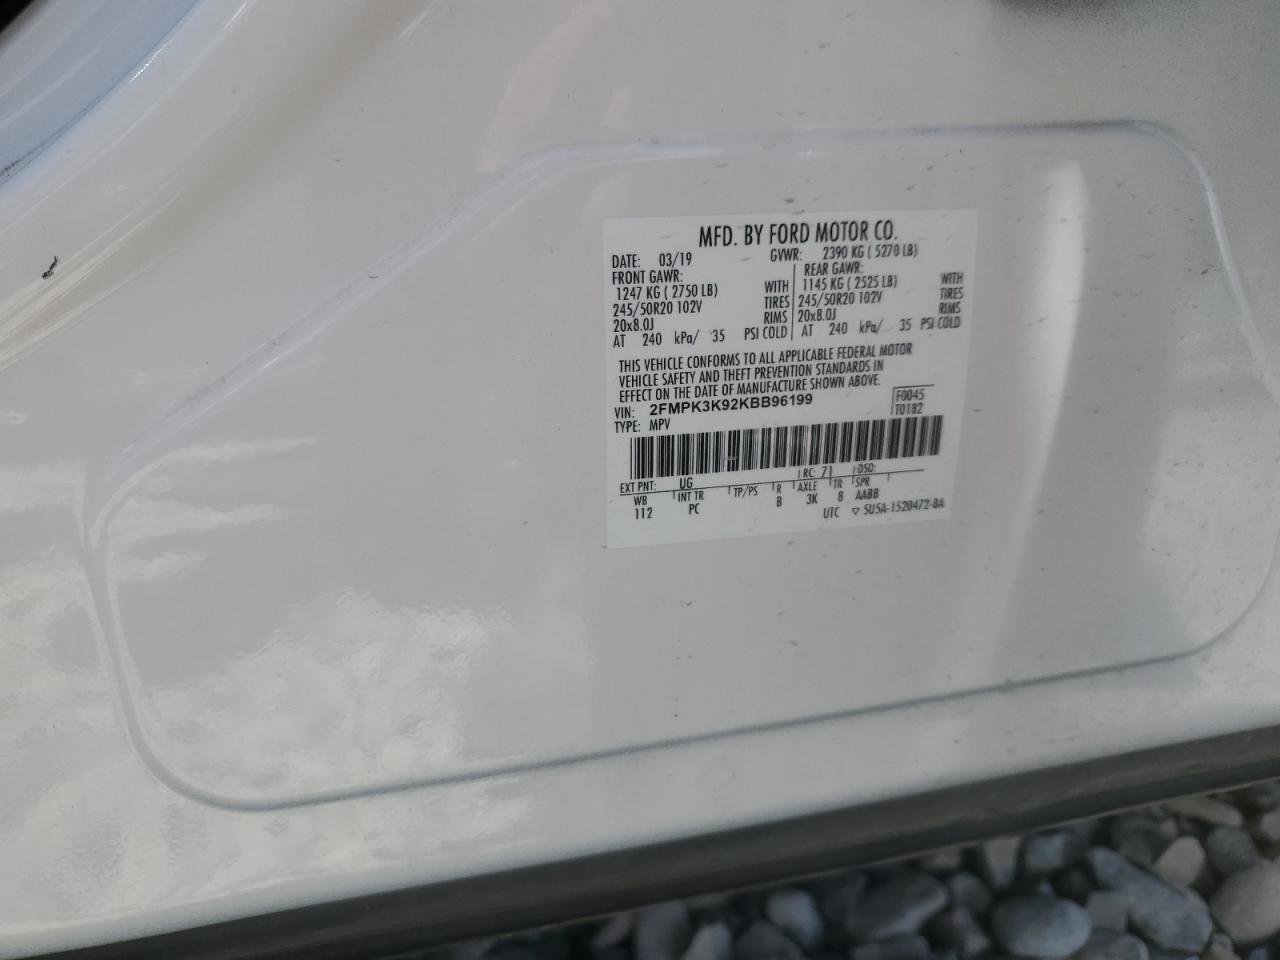 MFD. BY FORD MOTOR CO.
DATE: 03/19 GVWR: 2390 KG ( 5270 LB)
FRONT GAWR: REAR GAWR:
1247 KG ( 2750 LB) WITH 1145 KG ( 2525 LB) WITH
245/50R20 102V TIRES 245/50R20 102V TIRES
20x8.0J RIMS 20x8.0J RIMS
AT 240 kPa/ 35 PSI COLD AT 240 kPa/ 35 PSI COLD
THIS VEHICLE CONFORMS TO ALL APPLICABLE FEDERAL MOTOR
VEHICLE SAFETY AND THEFT PREVENTION STANDARDS IN
EFFECT ON THE DATE OF MANUFACTURE SHOWN ABOVE.
VIN: 2FMPK3K92KBB96199 F0045
TYPE: MPV T0182
EXT PNT: UG RC: 71 DSO:
WB INT TR TP/PS R AXLE TR SPR
112 PC B 3K 8 AABB
UTC ▽ 5U5A-1520472-BA